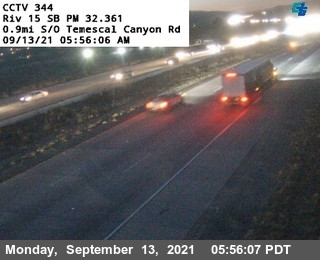 CCTV 344
Riv 15 SB PM 32.361
0.9mi S/O Temescal Canyon Rd
09/13/21 05:56:06 AM
Monday, September 13, 2021 05:56:07 PDT